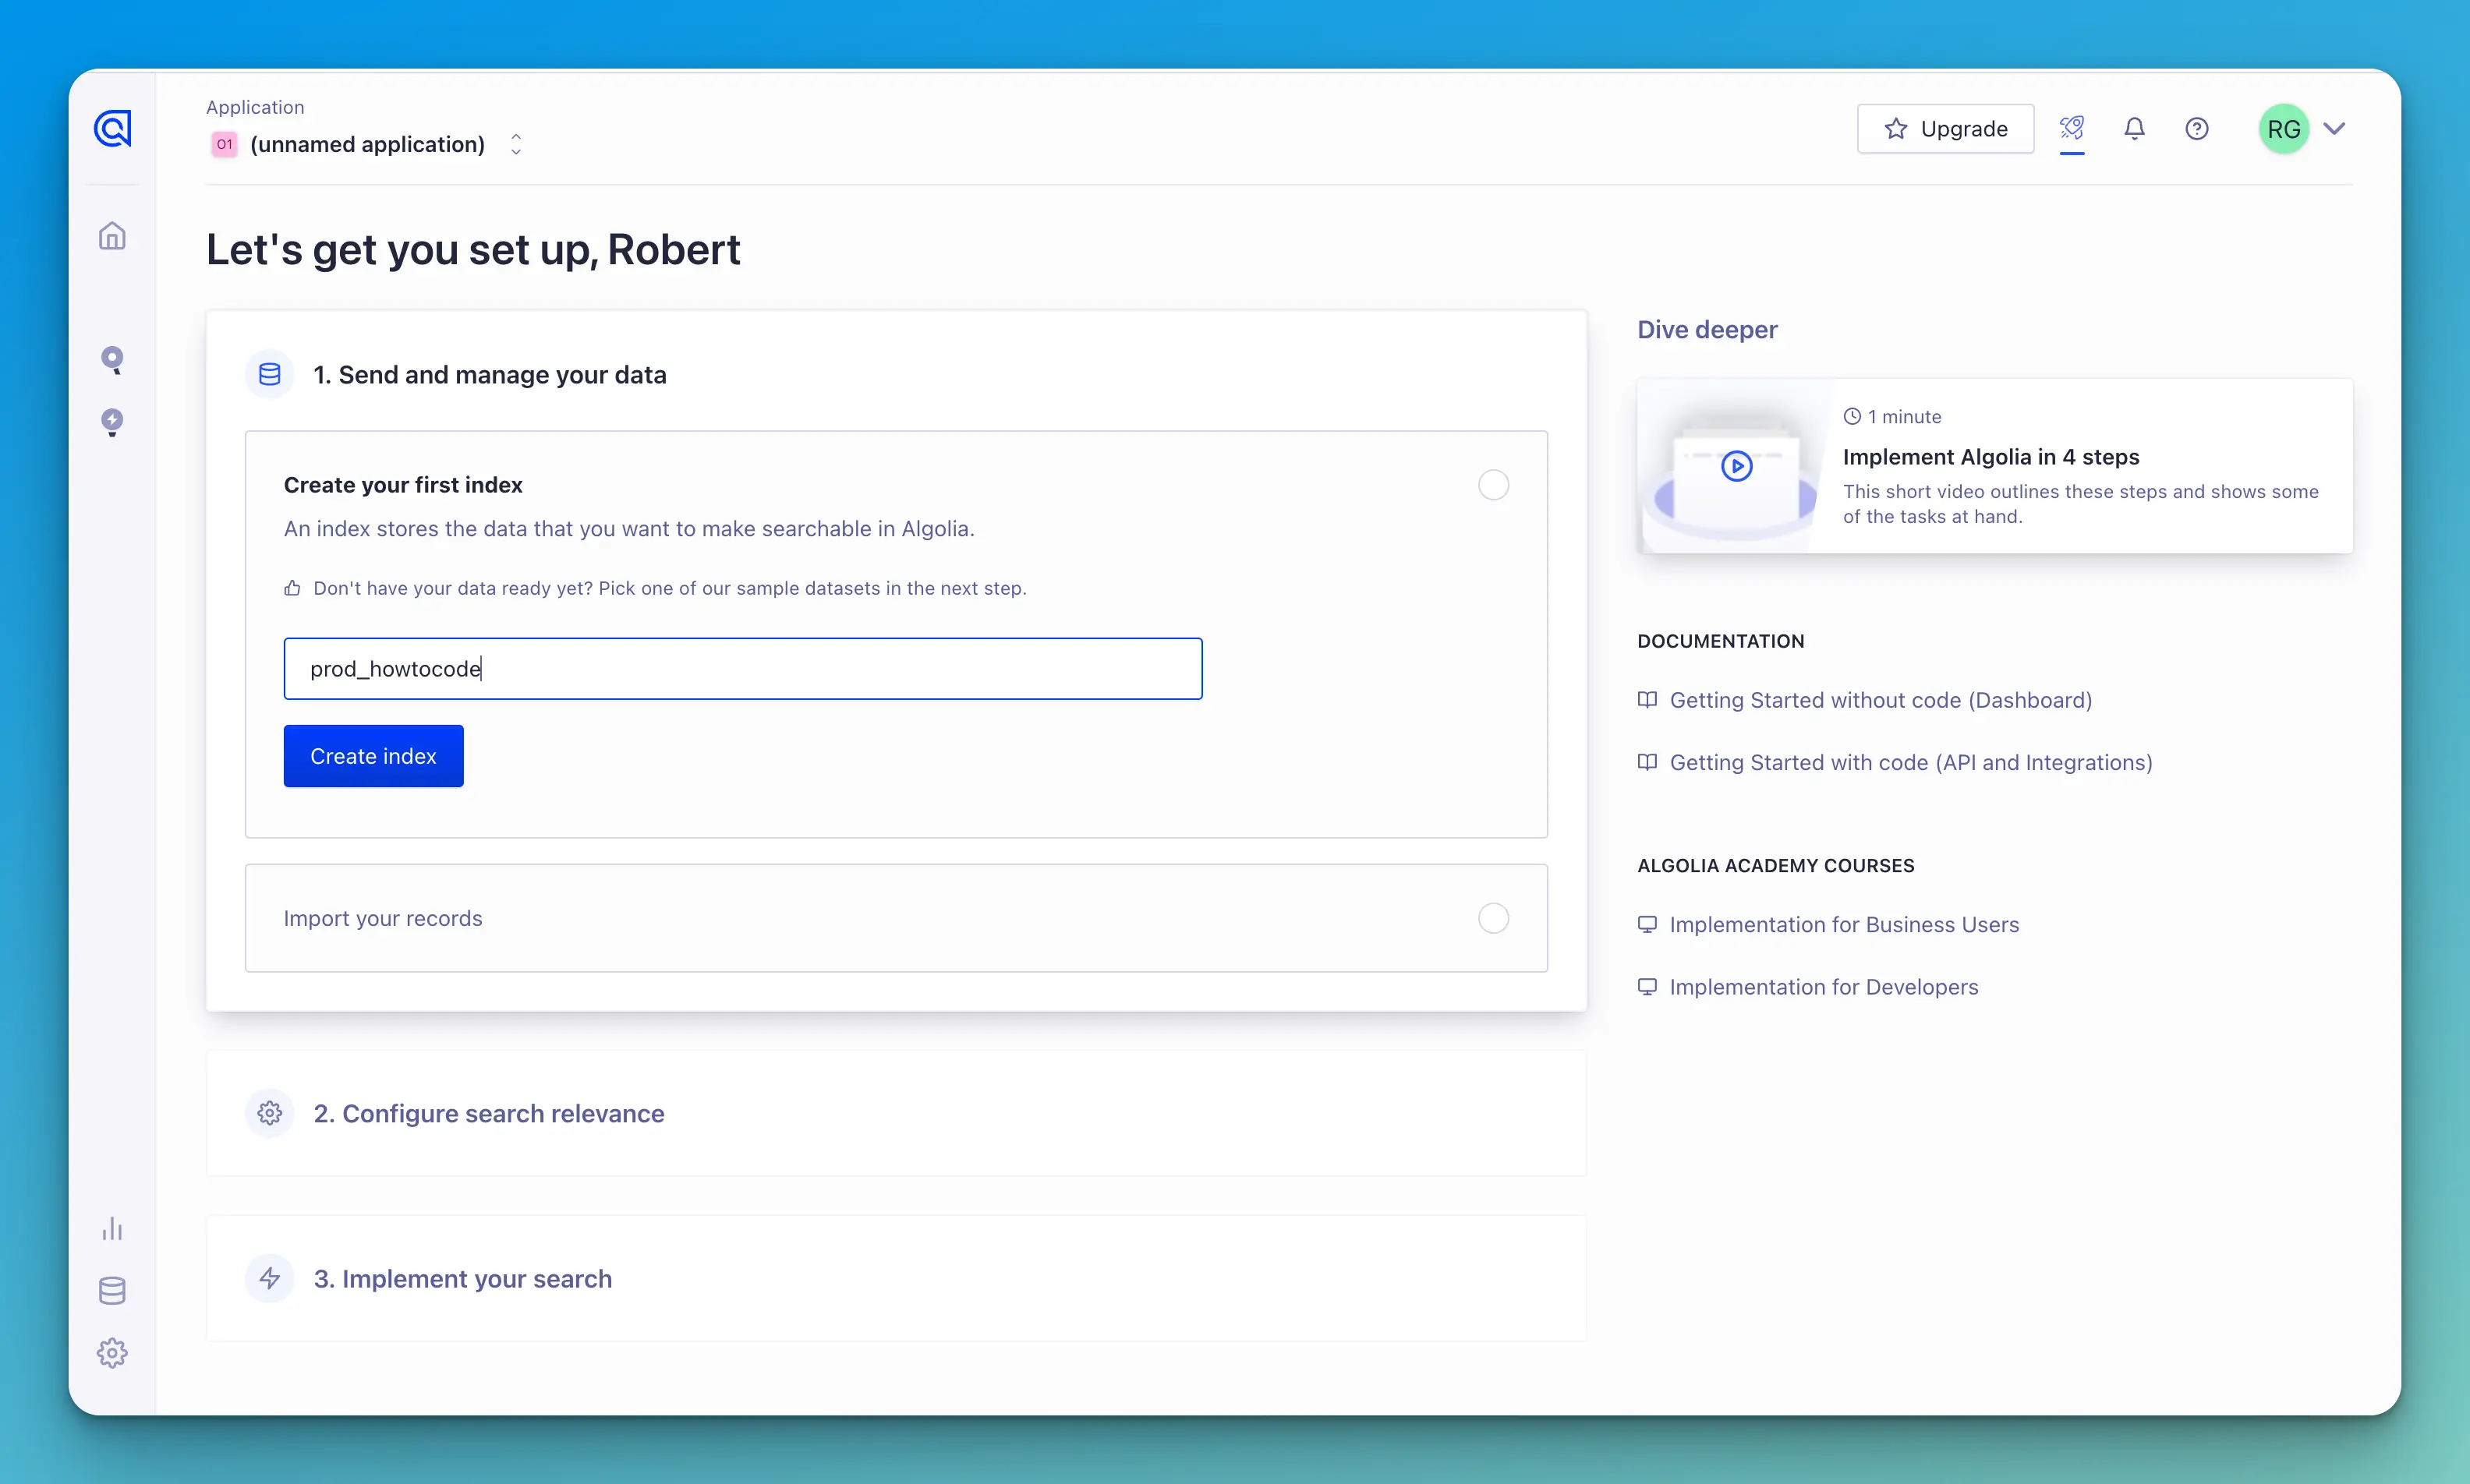 Application
01 (unnamed application)
Upgrade
RG
Let's get you set up, Robert
1. Send and manage your data
Create your first index
An index stores the data that you want to make searchable in Algolia.
Don't have your data ready yet? Pick one of our sample datasets in the next step.
prod_howtocode
Create index
Import your records
2. Configure search relevance
3. Implement your search
Dive deeper
1 minute
Implement Algolia in 4 steps
This short video outlines these steps and shows some
of the tasks at hand.
DOCUMENTATION
Getting Started without code (Dashboard)
Getting Started with code (API and Integrations)
ALGOLIA ACADEMY COURSES
Implementation for Business Users
Implementation for Developers